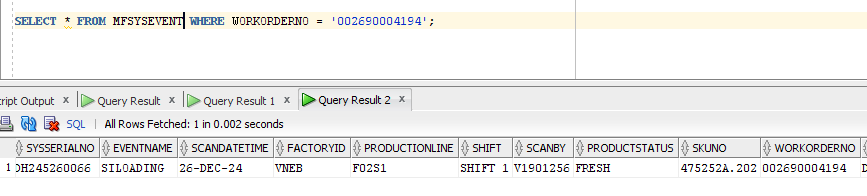 SELECT * FROM MFSYSEVENT WHERE WORKORDERNO = '002690004194';
ript Output x Query Result x Query Result 1 x Query Result 2 x
SQL | All Rows Fetched: 1 in 0.002 seconds
SYSSERIALNO EVENTNAME SCANDATETIME FACTORYID PRODUCTIONLINE SHIFT SCANBY PRODUCTSTATUS SKUNO WORKORDERNO
1 DH245260066 SILOADING 26-DEC-24 VNEB F02S1 SHIFT 1 V1901256 FRESH 475252A.202 002690004194